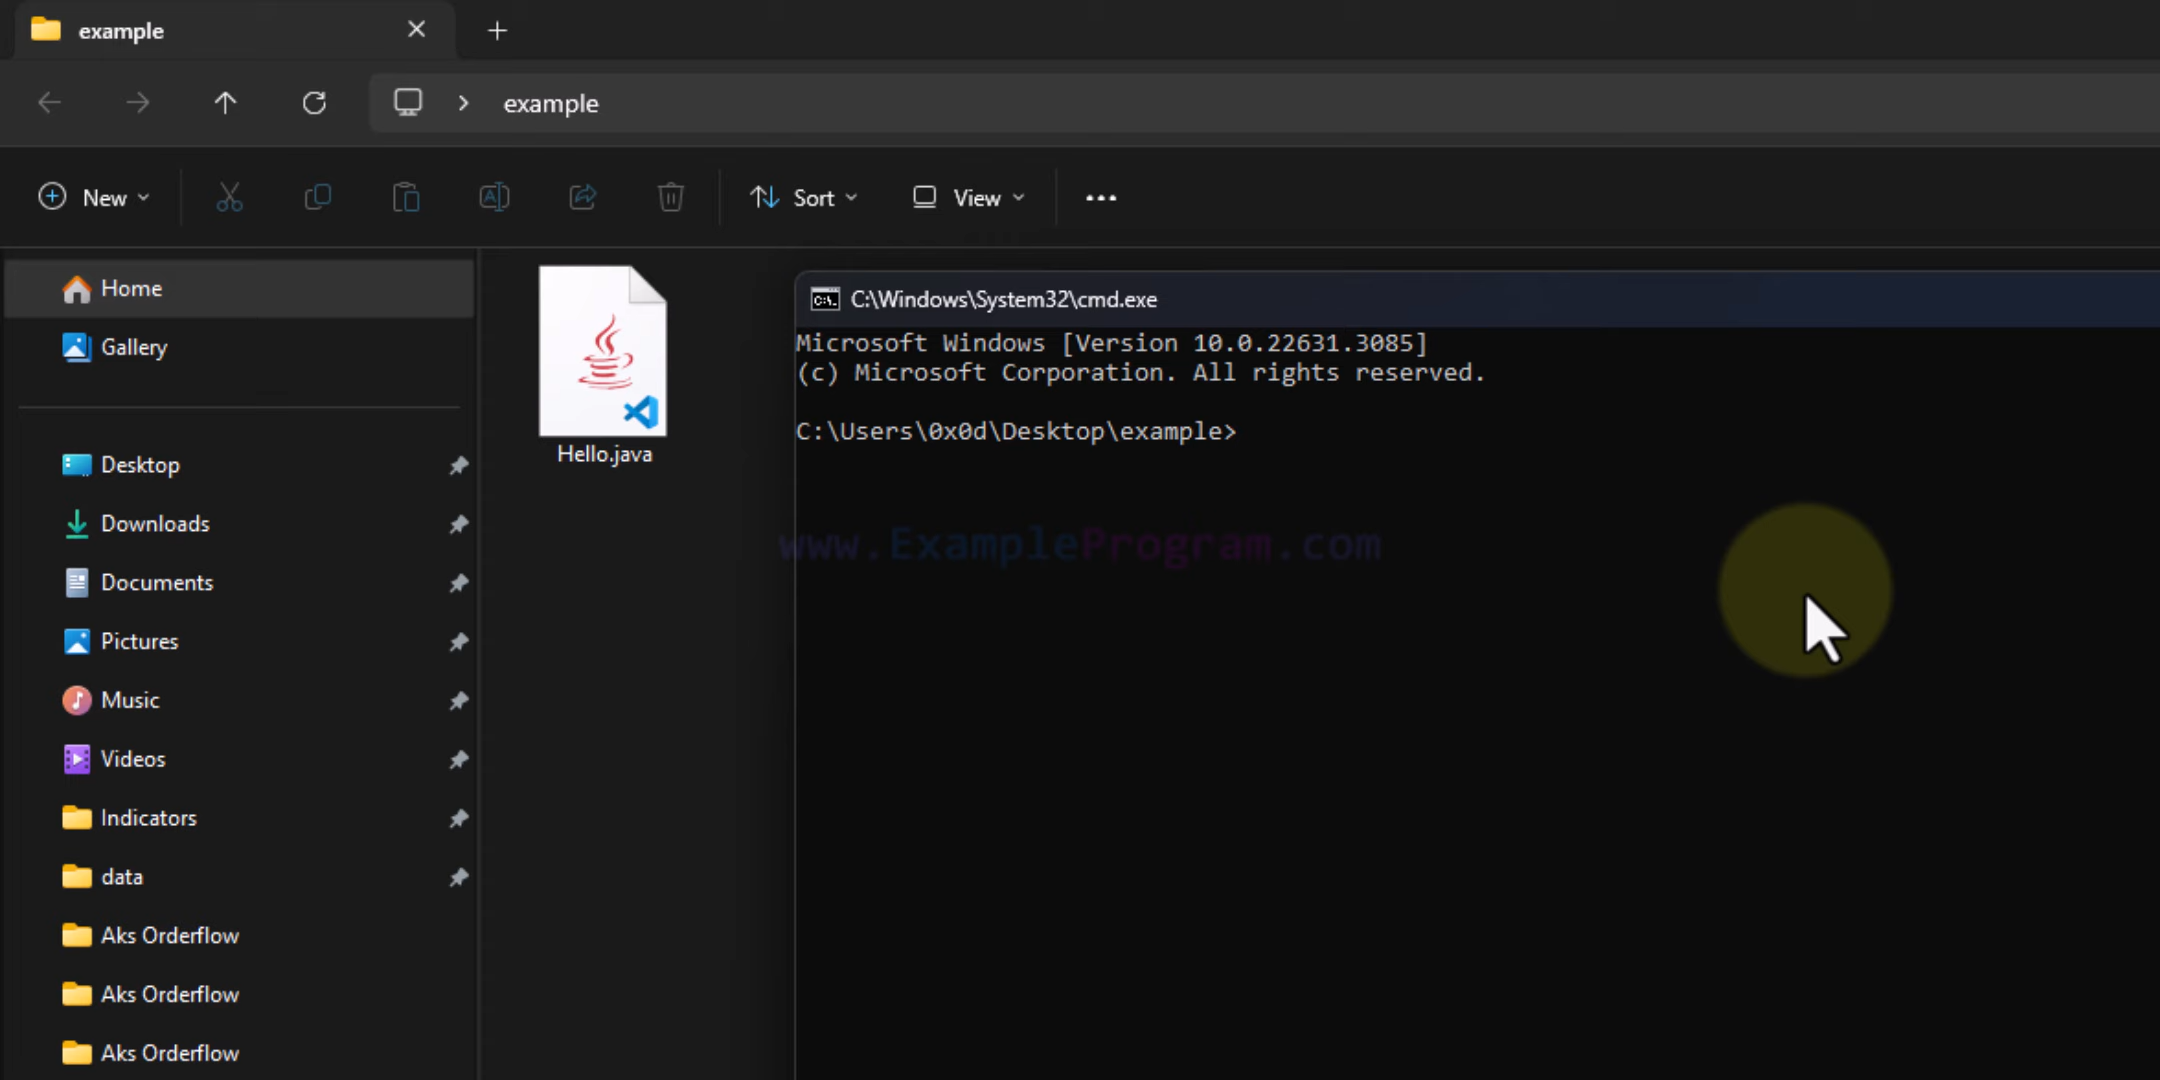 example
example
New
Sort
View
Home
Gallery
Desktop
Downloads
Documents
Pictures
Music
Videos
Indicators
data
Aks Orderflow
Aks Orderflow
Aks Orderflow
Hello.java
C:\Windows\System32\cmd.exe
Microsoft Windows [Version 10.0.22631.3085]
(c) Microsoft Corporation. All rights reserved.
C:\Users\0x0d\Desktop\example>
www.ExampleProgram.com